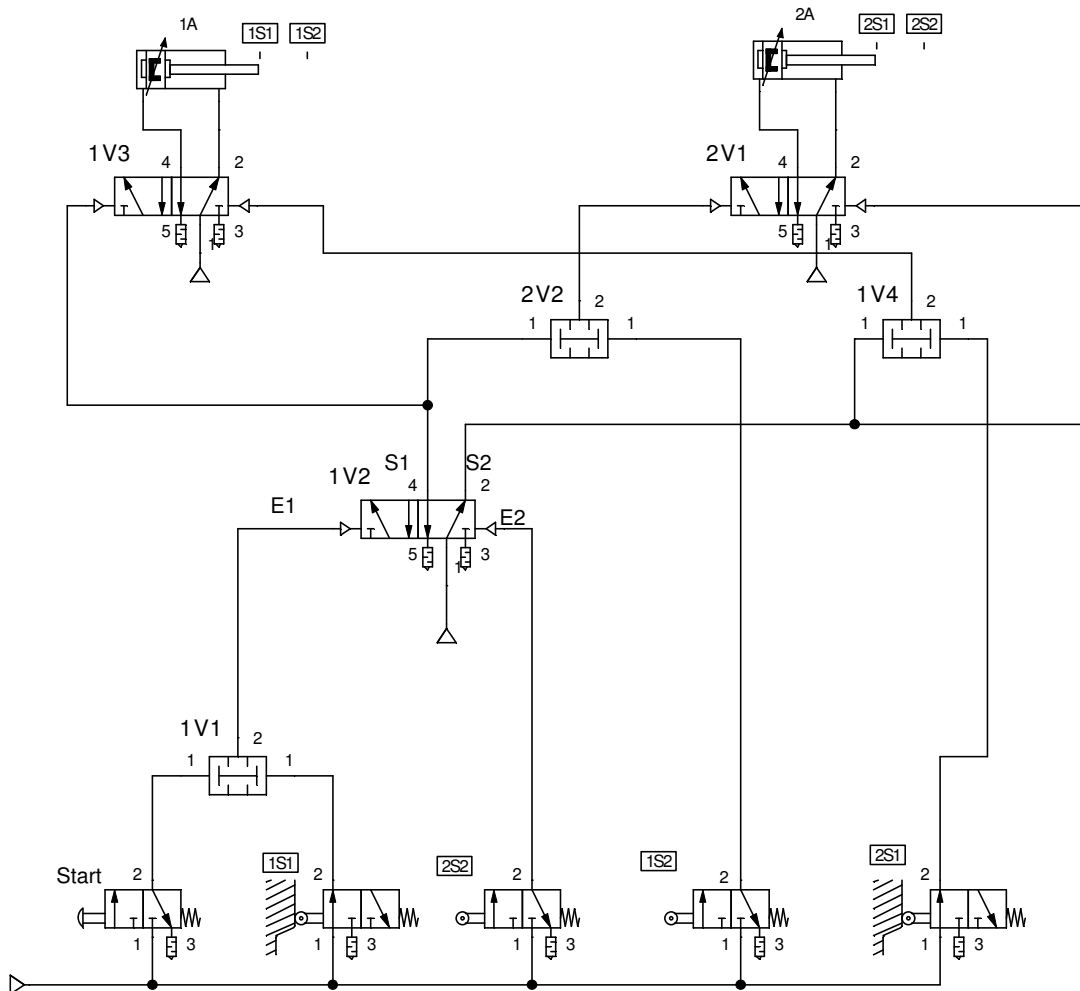 1A 1S1 1S2 2A 2S1 2S2
1V3 4 2 2V1 4 2
5 1 3 5 1 3
2V2 2 1V4 2
1 1 1 1
S1 S2
1V2 4 2
E1 E2
5 1 3
1V1 2
1 1
Start 2 1S1 2 2S2 2 1S2 2 2S1 2
1 3 1 3 1 3 1 3 1 3